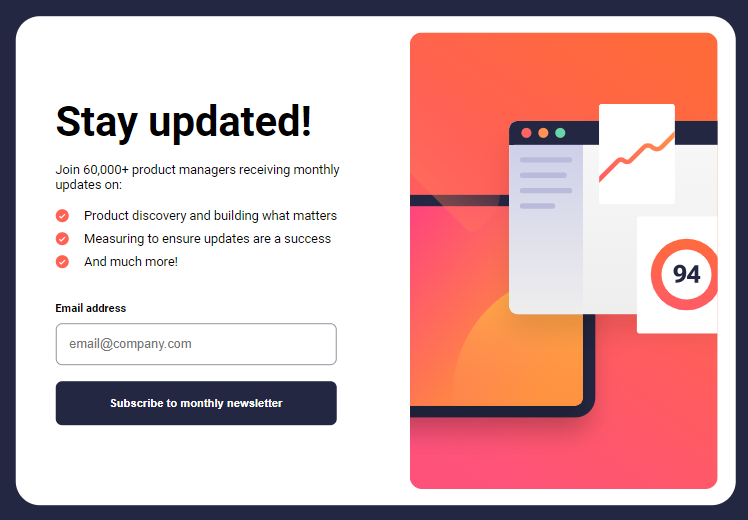 Stay updated!
Join 60,000+ product managers receiving monthly
updates on:
Product discovery and building what matters
Measuring to ensure updates are a success
And much more!
Email address
email@company.com
Subscribe to monthly newsletter
94